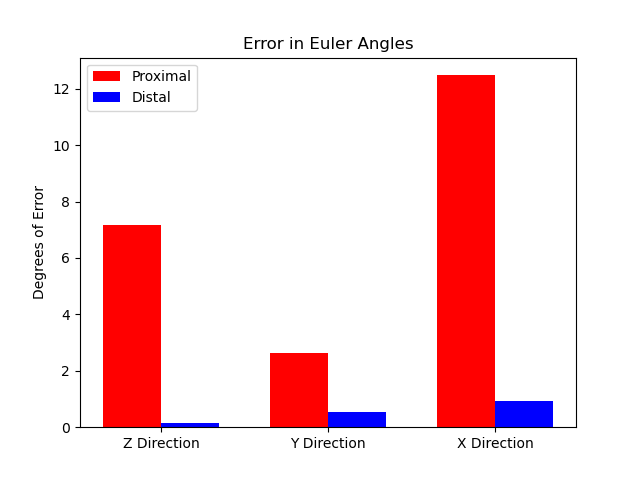 Error in Euler Angles
Proximal
Distal
Degrees of Error
12
10
8
6
4
2
0
Z Direction
Y Direction
X Direction